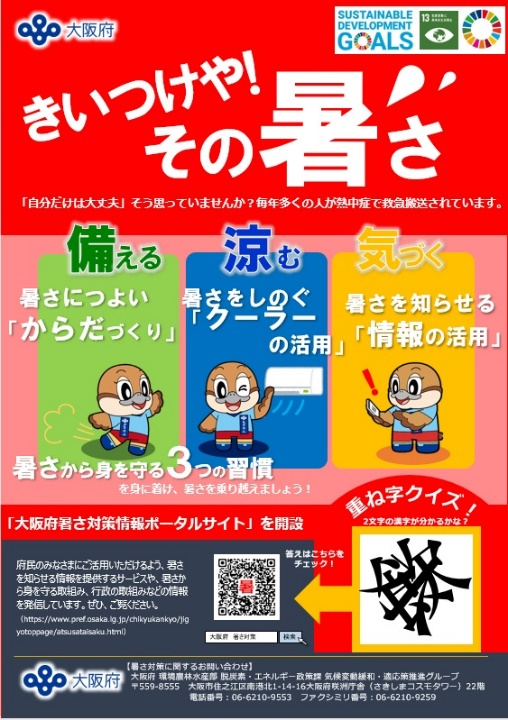 大阪府
SUSTAINABLE
DEVELOPMENT
GOALS
13
きいつけや!
その暑さ
「自分だけは大丈夫」そう思っていませんか？毎年多くの人が熱中症で救急搬送されています。
備える
暑さにつよい
「からだづくり」
涼む
暑さをしのぐ
「クーラー
の活用」
気づく
暑さを知らせる
「情報の活用」
暑さから身を守る3つの習慣
を身に着け、暑さを乗り越えましょう！
「大阪府暑さ対策情報ポータルサイト」を開設
府民のみなさまにご活用いただけるよう、暑さ
を知らせる情報を提供するサービスや、暑さか
ら身を守る取組み、行政の取組みなどの情報
を発信しています。ぜひ、ご覧ください。
（https://www.pref.osaka.lg.jp/chikyukankyo/jig
yotoppage/atsusataisaku.html）
暑
大阪府 暑さ対策
検索
答えはこちらを
チェック！
重ね字クイズ！
2文字の漢字が分かるかな？
大阪府
【暑さ対策に関するお問い合わせ】
大阪府 環境農林水産部 脱炭素・エネルギー政策課 気候変動緩和・適応策推進グループ
〒559-8555 大阪市住之江区南港北1-14-16大阪府咲洲庁舎（さきしまコスモタワー）22階
電話番号：06-6210-9553 ファクシミリ番号：06-6210-9259